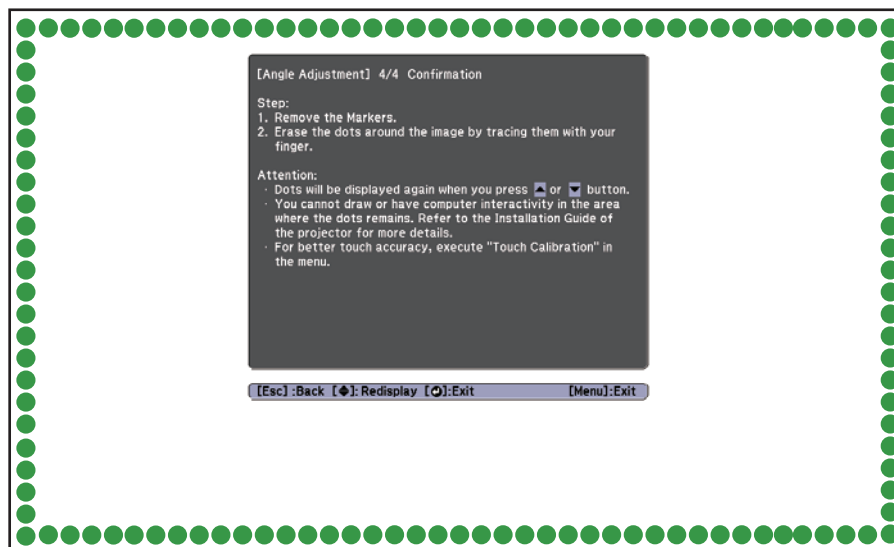 [Angle Adjustment] 4/4 Confirmation
Step:
1. Remove the Markers.
2. Erase the dots around the image by tracing them with your
finger.
Attention:
· Dots will be displayed again when you press ▲ or ▼ button.
· You cannot draw or have computer interactivity in the area
where the dots remains. Refer to the Installation Guide of
the projector for more details.
· For better touch accuracy, execute "Touch Calibration" in
the menu.
[Esc] :Back [◆]: Redisplay [⏎]:Exit [Menu]:Exit